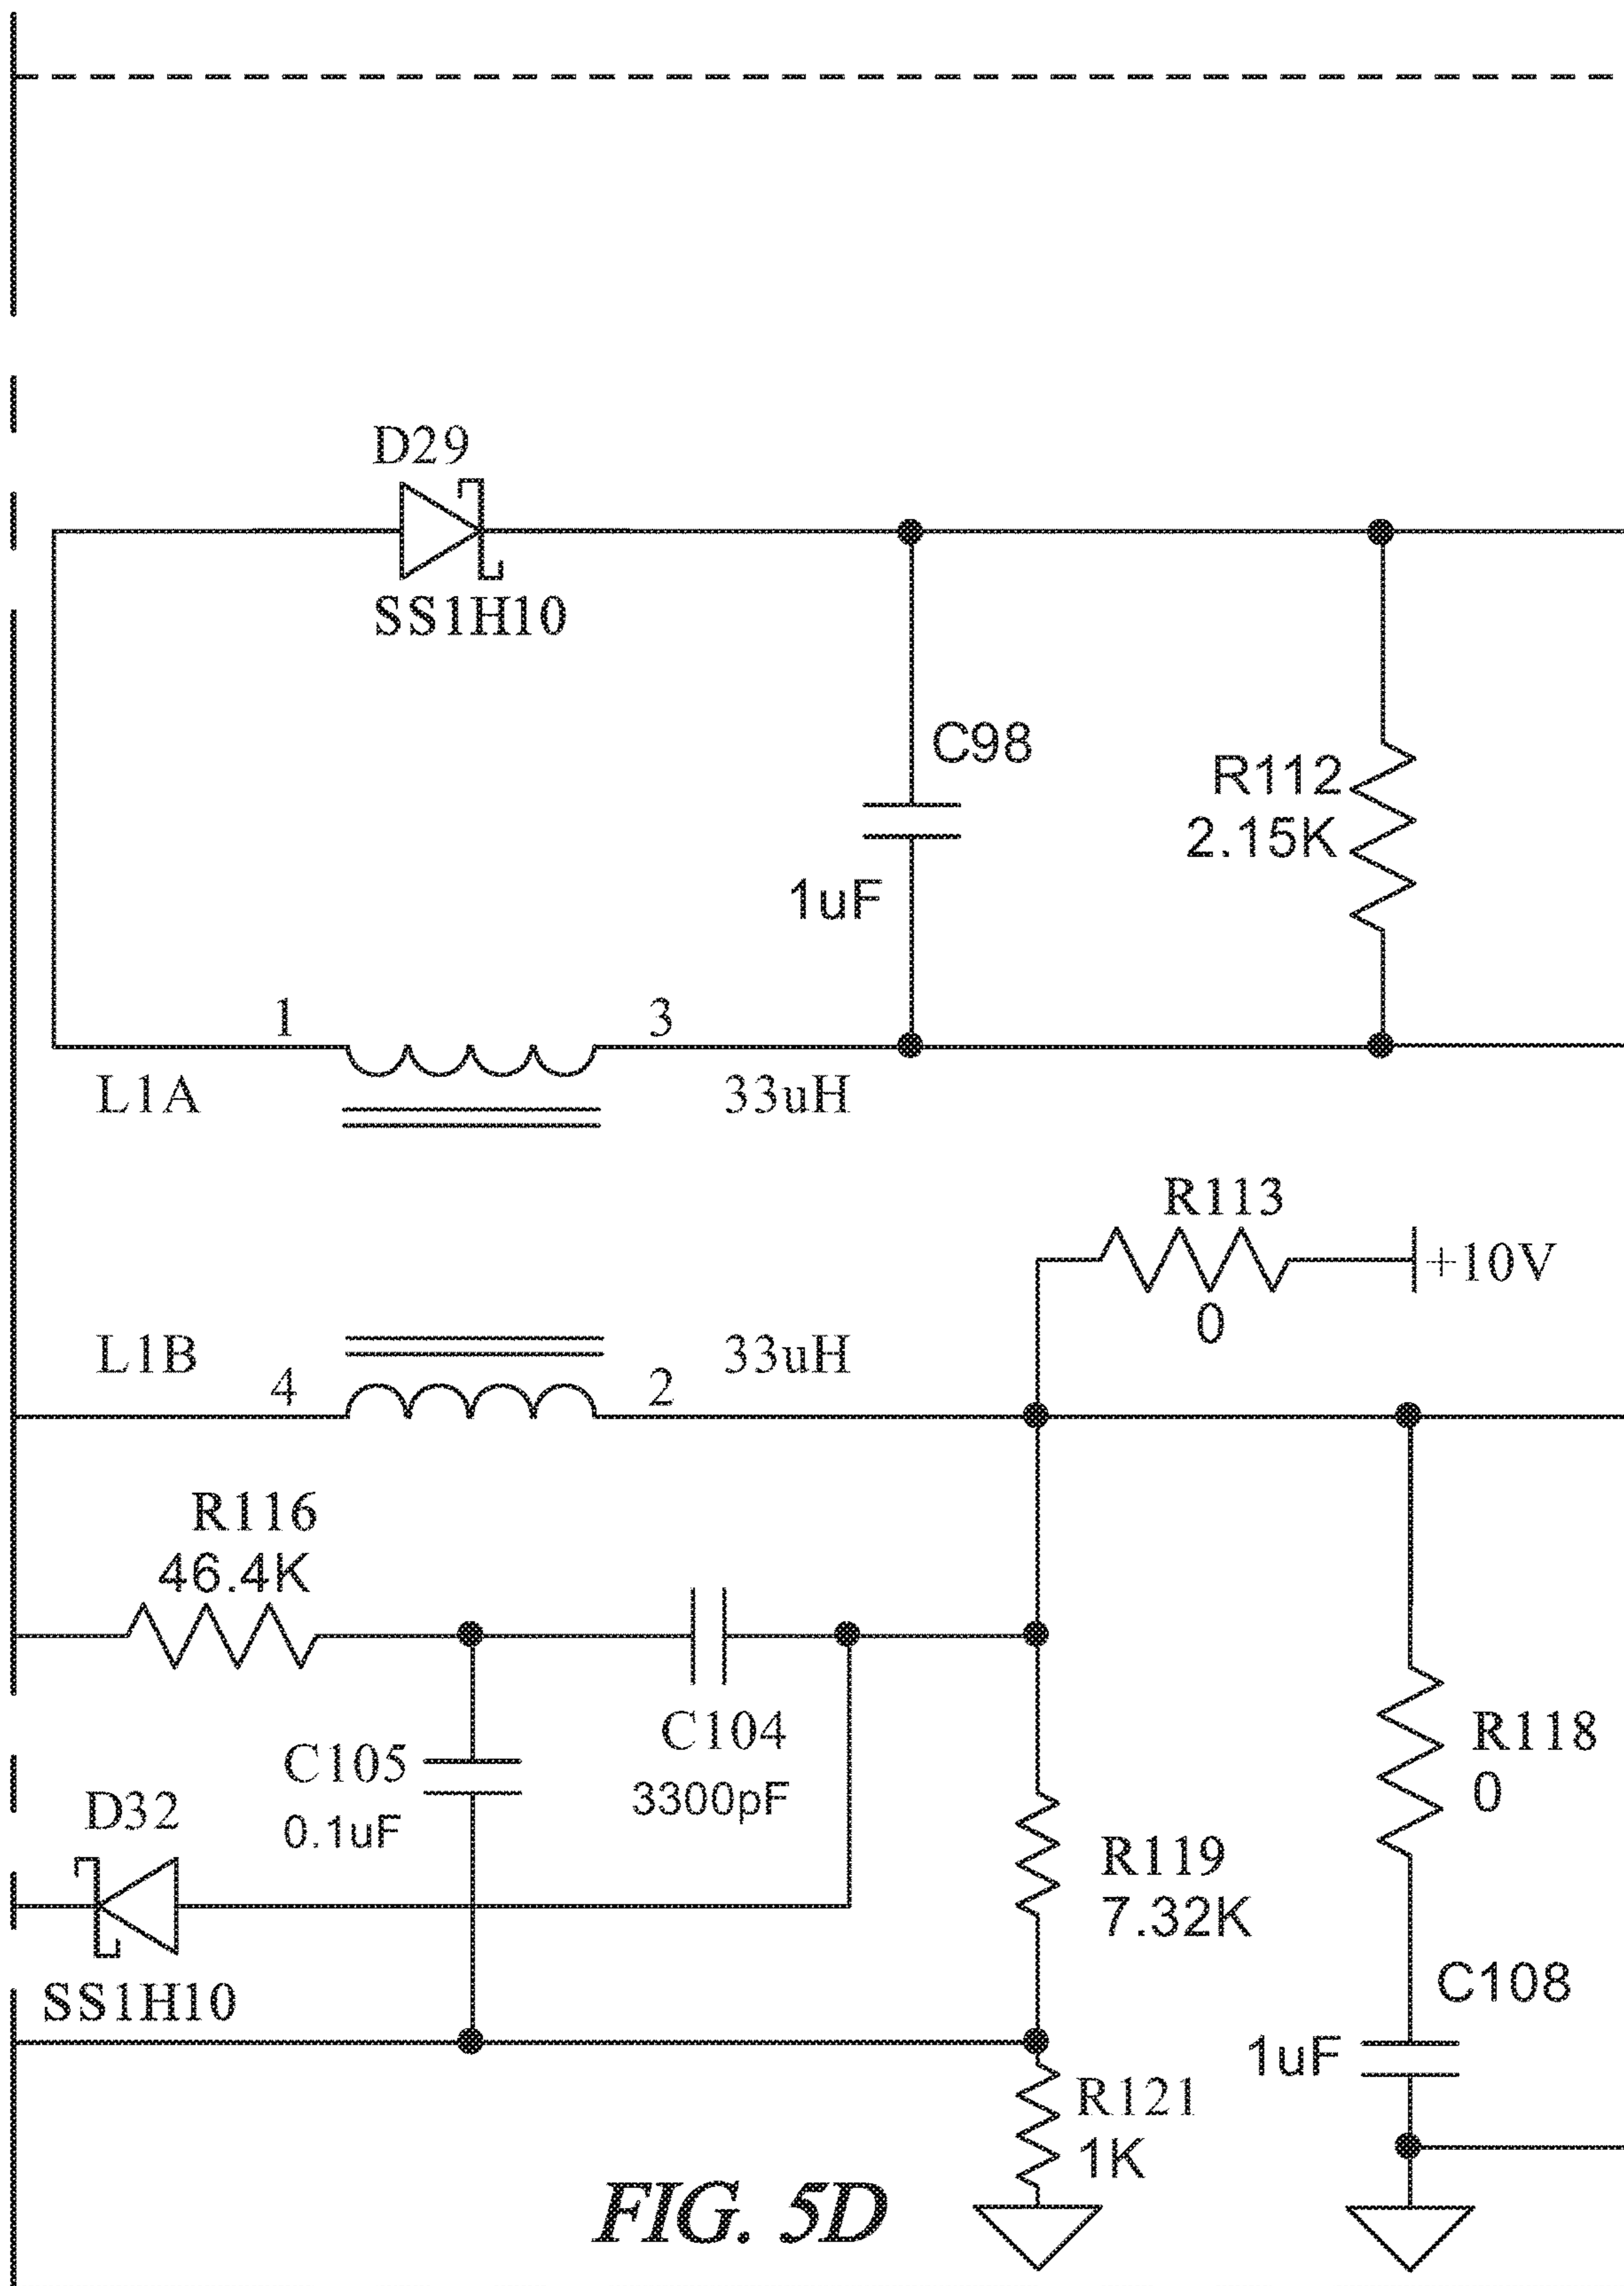 D29
SS1H10
C98
1uF
R112
2.15K
1
3
L1A
33uH
R113
+10V
0
L1B
33uH
4
2
R116
46.4K
C105
0.1uF
C104
3300pF
D32
SS1H10
R118
0
R119
7.32K
C108
1uF
R121
1K
FIG. 5D